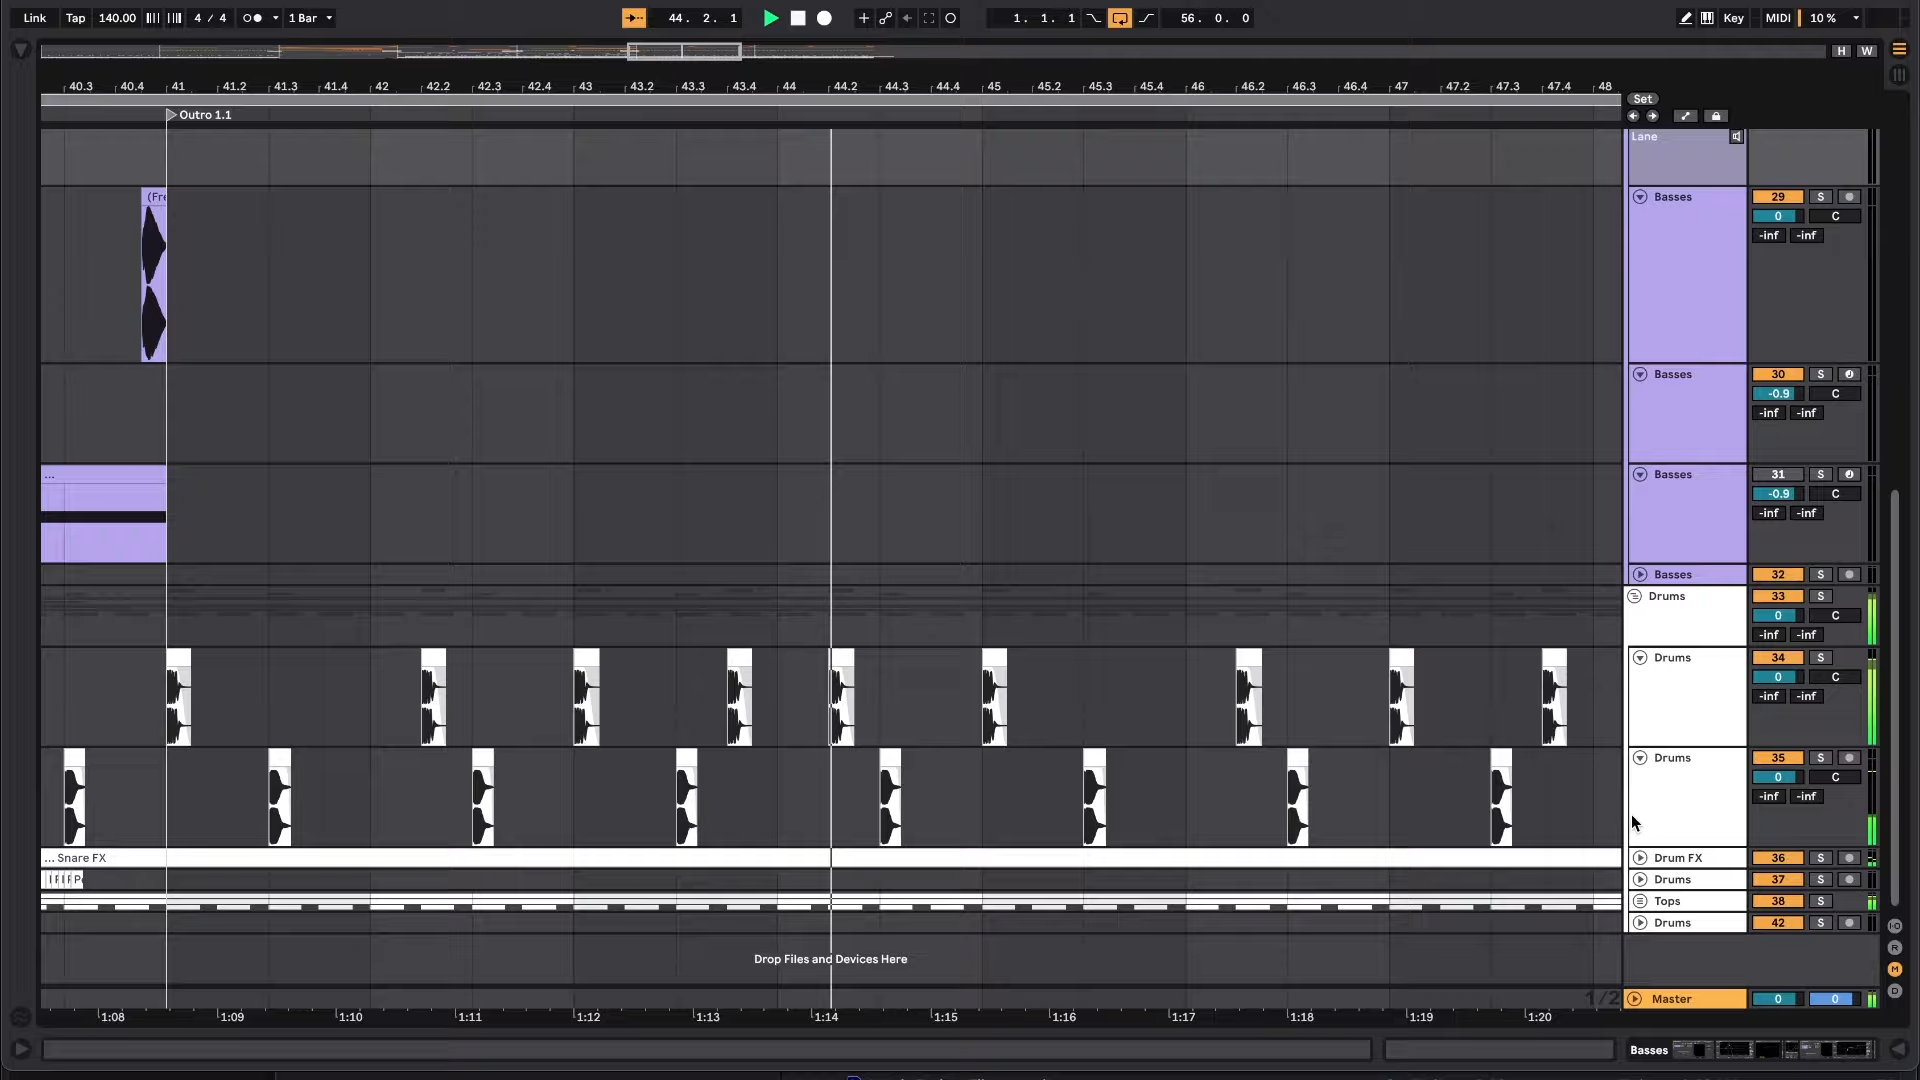 Link Tap 140.00 4 / 4 1 Bar 44. 2. 1 1. 1. 1 56. 0. 0 Key MIDI 10 %
H W
40.3 40.4 41 41.2 41.3 41.4 42 42.2 42.3 42.4 43 43.2 43.3 43.4 44 44.2 44.3 44.4 45 45.2 45.3 45.4 46 46.2 46.3 46.4 47 47.2 47.3 47.4 48
Set
Outro 1.1
Lane
(Fre
Basses 29 S
0 C
-inf -inf
Basses 30 S
-0.9 C
-inf -inf
...
Basses 31 S
-0.9 C
-inf -inf
Basses 32 S
Drums 33 S
0 C
-inf -inf
Drums 34 S
0 C
-inf -inf
Drums 35 S
0 C
-inf -inf
... Snare FX
Drum FX 36 S
Drums 37 S
Tops 38 S
Drums 42 S
I/O
R
M
D
Drop Files and Devices Here
1/2
Master 0 0
1:08 1:09 1:10 1:11 1:12 1:13 1:14 1:15 1:16 1:17 1:18 1:19 1:20
Basses